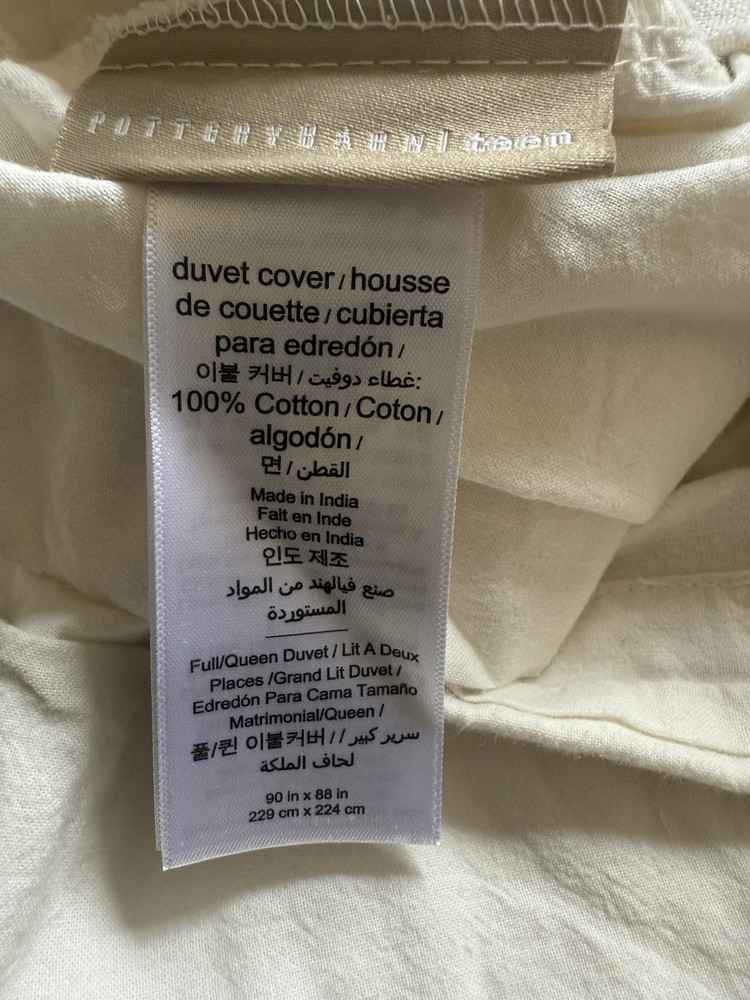 POTTERYBARN|teen
duvet cover / housse
de couette / cubierta
para edredón /
이불 커버 / غطاء دوفيت:
100% Cotton / Coton /
algodón /
면 / القطن
Made in India
Fait en Inde
Hecho en India
인도 제조
صنع فيالهند من المواد
المستوردة
Full/Queen Duvet / Lit A Deux
Places /Grand Lit Duvet /
Edredón Para Cama Tamaño
Matrimonial/Queen /
풀/퀸 이불커버 / / سرير كبير
لحاف الملكة
90 in x 88 in
229 cm x 224 cm